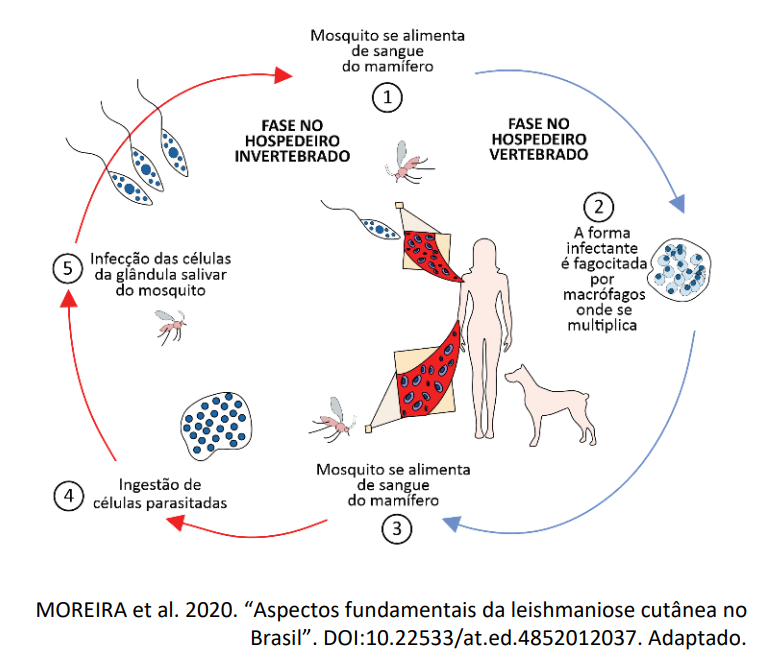 Mosquito se alimenta
de sangue
do mamífero
1
FASE NO
HOSPEDEIRO
INVERTEBRADO
FASE NO
HOSPEDEIRO
VERTEBRADO
2
A forma
infectante
é fagocitada
por
macrófagos
onde se
multiplica
5
Infecção das células
da glândula salivar
do mosquito
4
Ingestão de
células parasitadas
Mosquito se alimenta
de sangue
do mamífero
3
MOREIRA et al. 2020. “Aspectos fundamentais da leishmaniose cutânea no
Brasil”. DOI:10.22533/at.ed.4852012037. Adaptado.